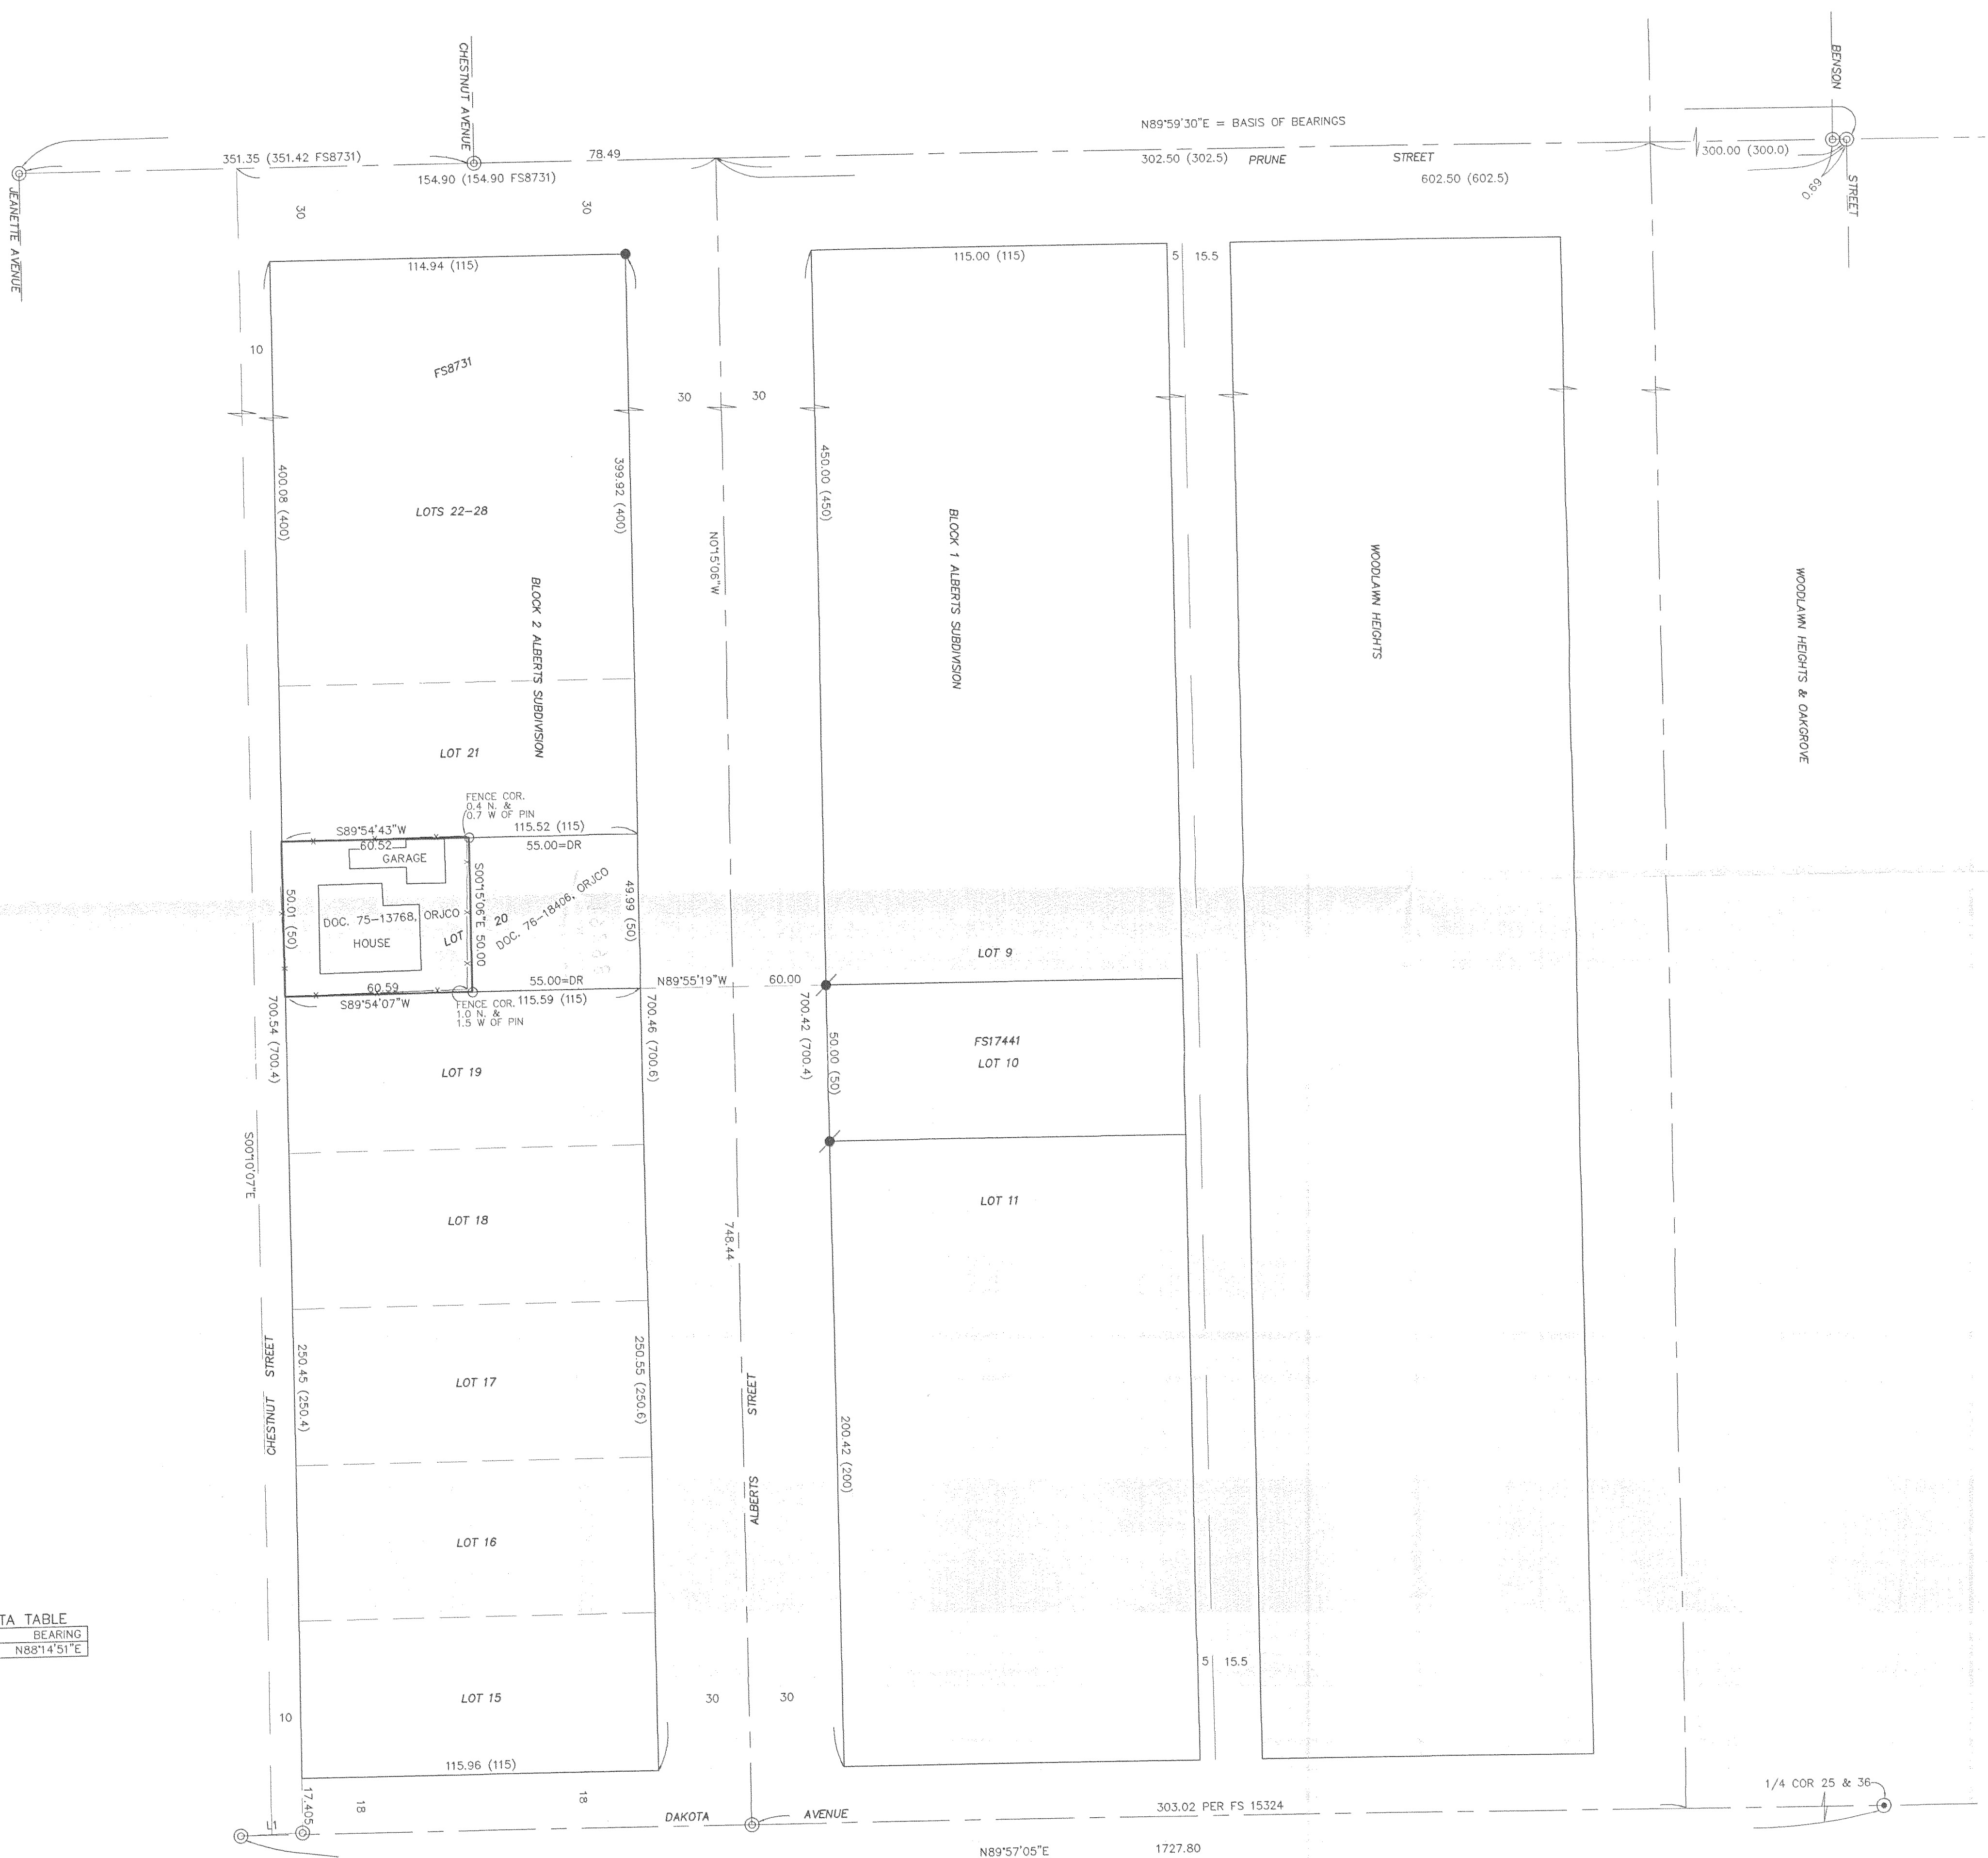 CHESTNUT AVENUE
BENSON
N89°59'30"E = BASIS OF BEARINGS
351.35 (351.42 FS8731)
78.49
302.50 (302.5)
PRUNE
STREET
300.00 (300.0)
154.90 (154.90 FS8731)
602.50 (602.5)
0.69
STREET
JEANETTE AVENUE
30
30
114.94 (115)
115.00 (115)
5
15.5
10
FS8731
30
30
400.08 (400)
399.92 (400)
450.00 (450)
LOTS 22-28
N0°15'06"W
BLOCK 2 ALBERTS SUBDIVISION
BLOCK 1 ALBERTS SUBDIVISION
WOODLAWN HEIGHTS
WOODLAWN HEIGHTS & OAKGROVE
LOT 21
FENCE COR.
0.4 N. &
0.7 W OF PIN
S89°54'43"W
115.52 (115)
60.52
55.00=DR
GARAGE
S00°15'06"E 50.00
50.01 (50)
49.99 (50)
DOC. 75-13768, ORJCO
HOUSE
LOT 20
DOC. 76-18406, ORJCO
LOT 9
60.59
55.00=DR
N89°55'19"W
60.00
S89°54'07"W
FENCE COR.
1.0 N. &
1.5 W OF PIN
115.59 (115)
700.54 (700.4)
700.46 (700.6)
700.42 (700.4)
50.00 (50)
FS17441
LOT 10
LOT 19
S00°10'07"E
LOT 18
LOT 11
748.44
CHESTNUT STREET
250.45 (250.4)
LOT 17
250.55 (250.6)
ALBERTS STREET
200.42 (200)
LOT 16
TA TABLE
BEARING
N88°14'51"E
LOT 15
10
30
30
5
15.5
115.96 (115)
17.405
18
18
L1
DAKOTA
AVENUE
303.02 PER FS 15324
1/4 COR 25 & 36
N89°57'05"E
1727.80